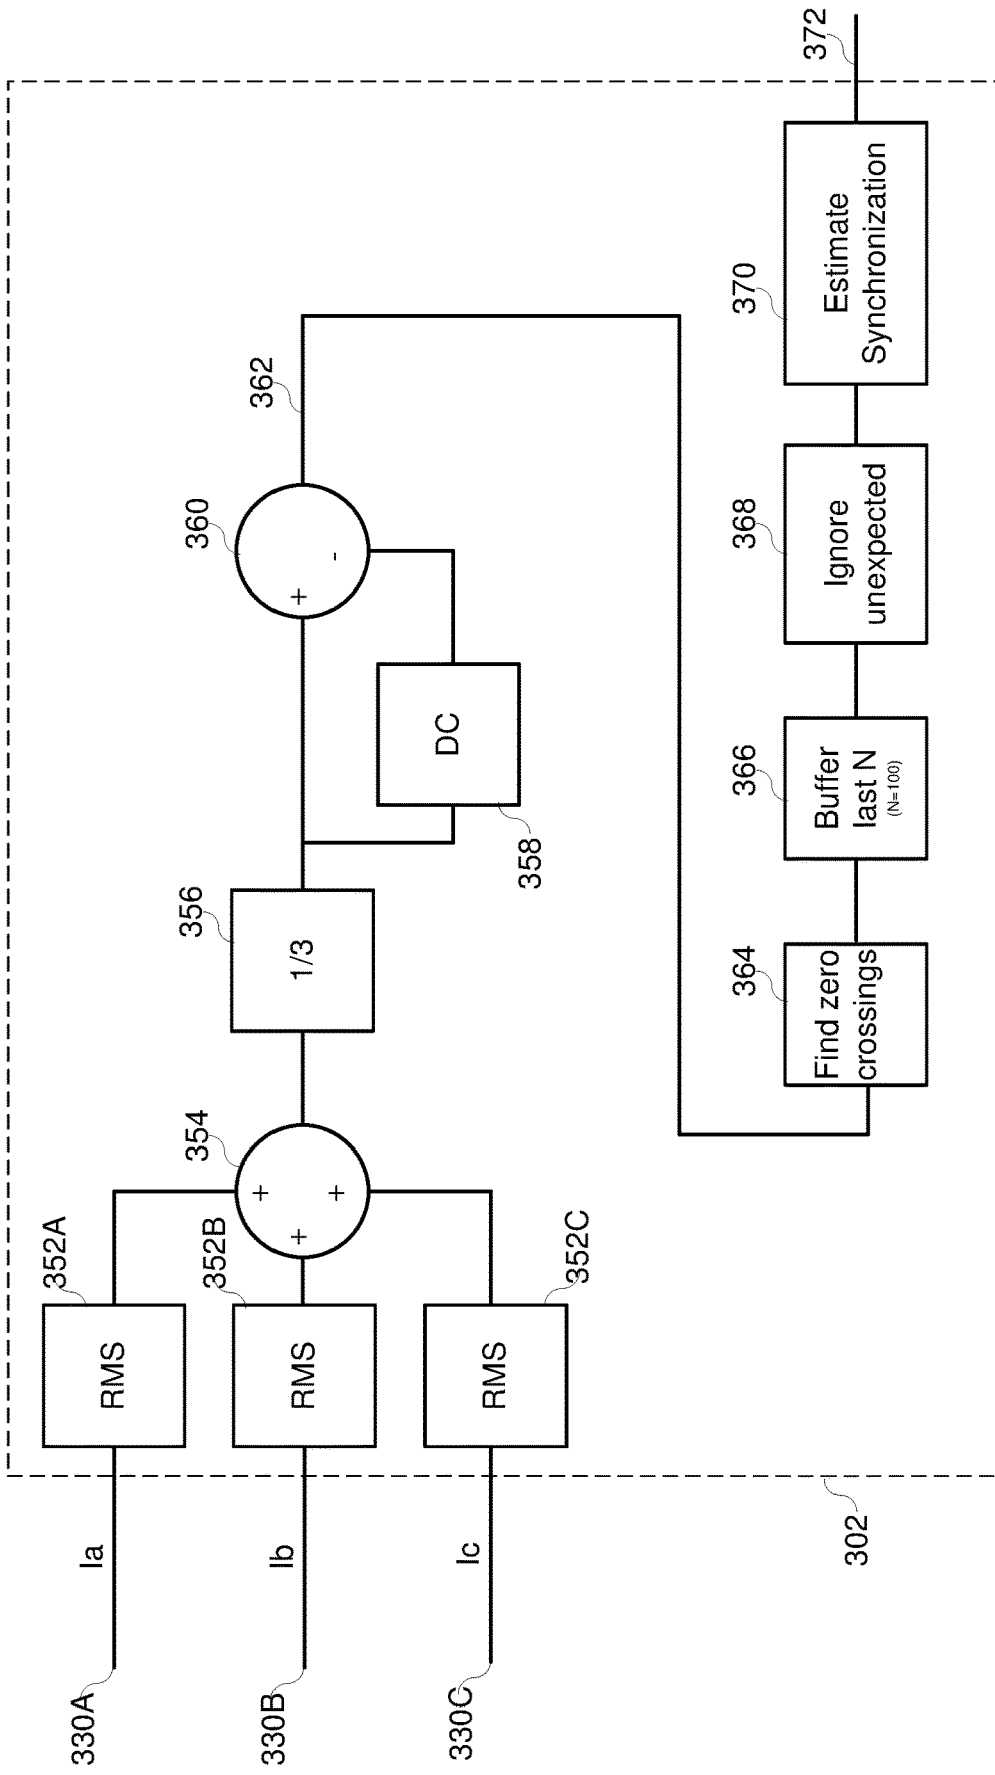 330A
Ia
RMS
352A
330B
Ib
RMS
352B
330C
Ic
RMS
352C
354
+
+
+
356
1/3
358
DC
360
+
-
362
364
Find zero
crossings
366
Buffer
last N
(N=100)
368
Ignore
unexpected
370
Estimate
Synchronization
372
302